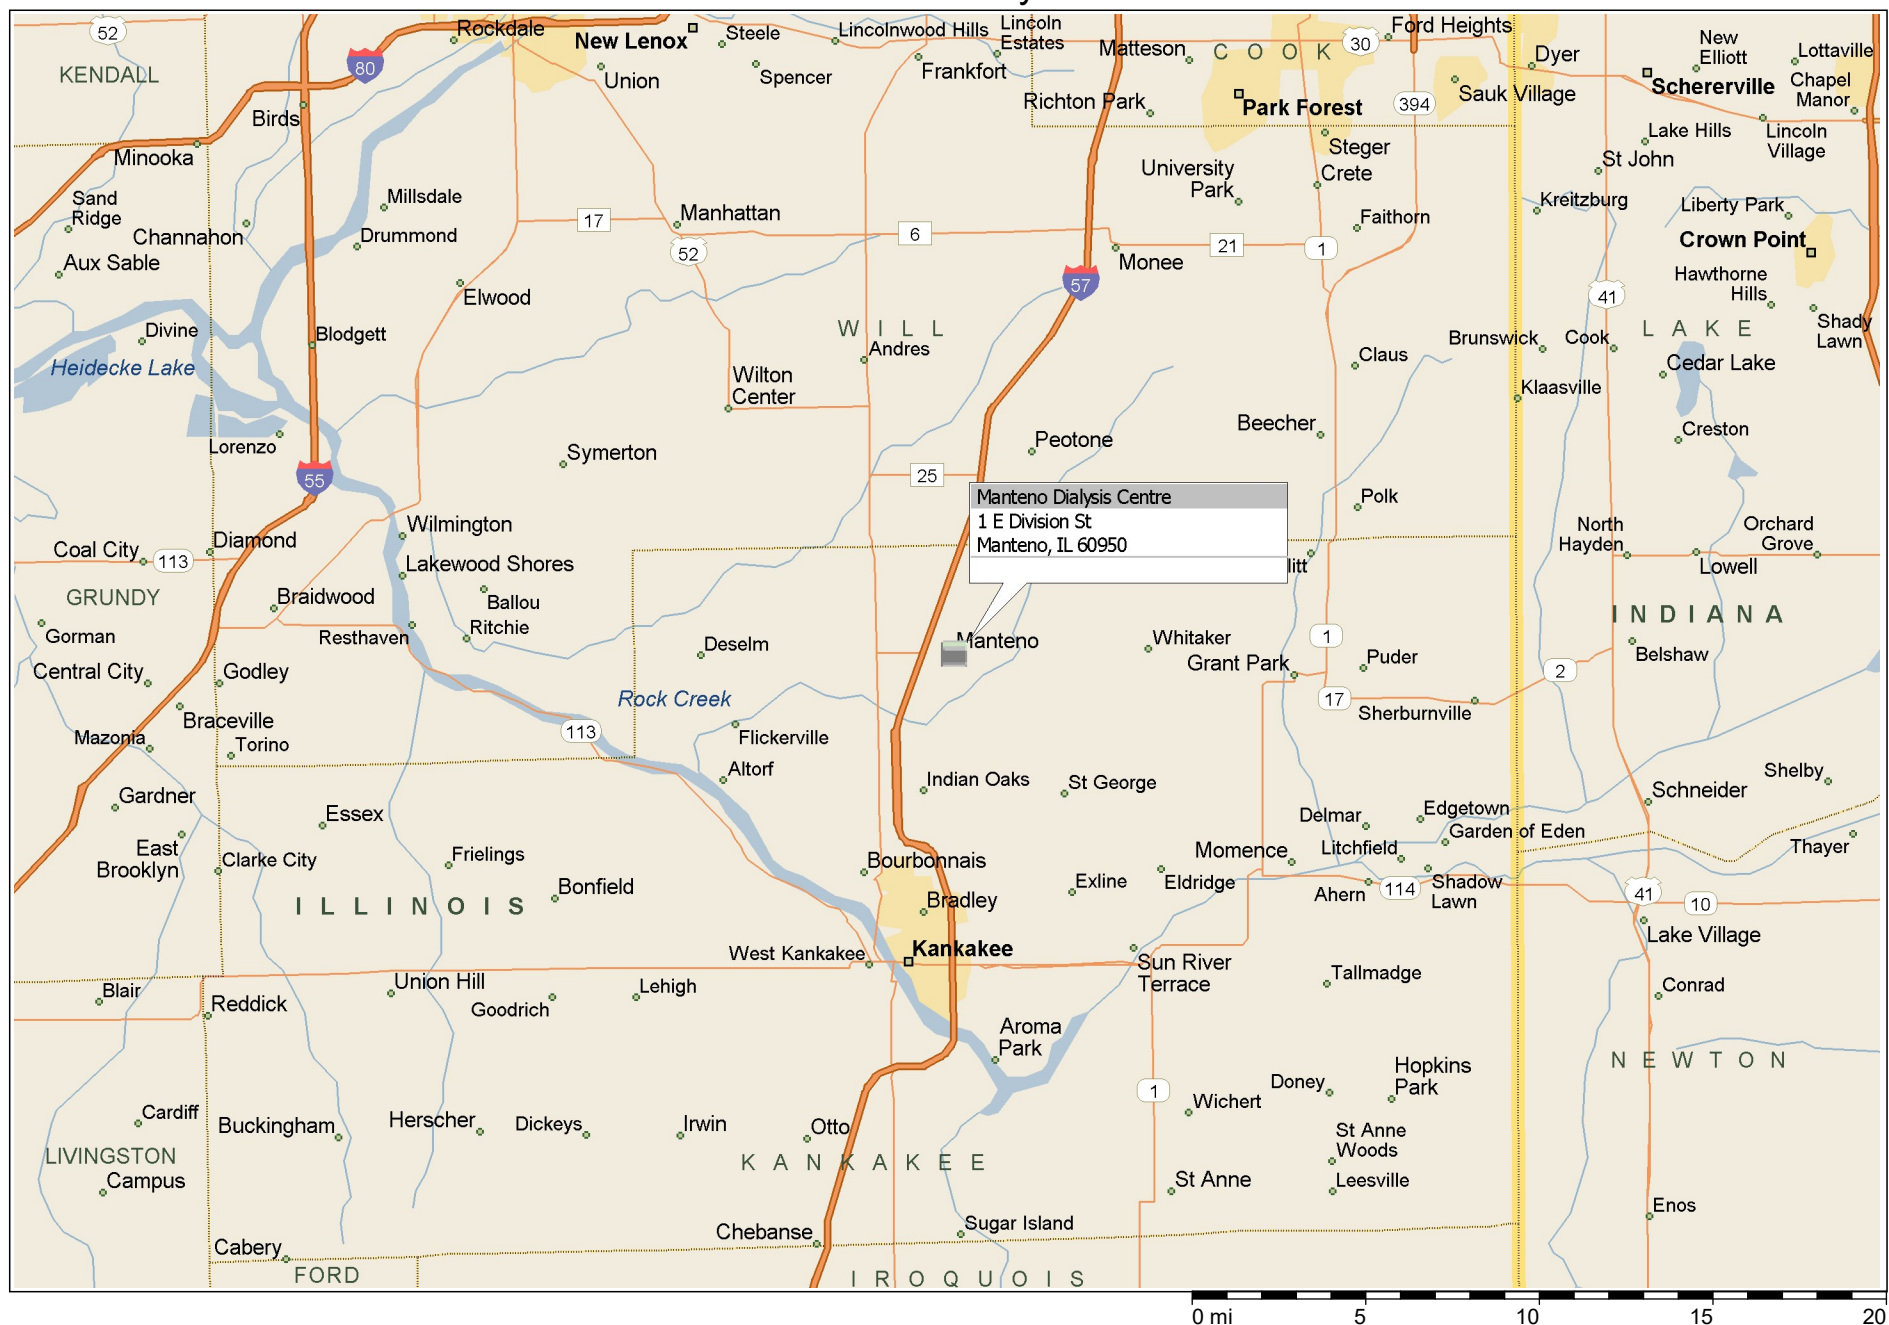 52
Rockdale
New Lenox
Steele
Lincolnwood Hills
Lincoln
Estates
Matteson
C O O K
30
Ford Heights
Dyer
New
Elliott
Lottaville
KENDALL
80
Union
Spencer
Frankfort
Richton Park
Park Forest
394
Sauk Village
Schererville
Chapel
Manor
Birds
Minooka
Steger
Lake Hills
Lincoln
Village
St John
University
Park
Crete
Sand
Ridge
Millsdale
Manhattan
17
6
Faithorn
Kreitzburg
Liberty Park
Channahon
Drummond
52
21
1
Monee
Crown Point
Aux Sable
Elwood
57
41
Hawthorne
Hills
Divine
Blodgett
W I L L
Andres
Claus
Brunswick
Cook
L A K E
Shady
Lawn
Heidecke Lake
Wilton
Center
Klaasville
Cedar Lake
Lorenzo
Symerton
Peotone
Beecher
Creston
55
25
Manteno Dialysis Centre
1 E Division St
Manteno, IL 60950
Polk
Wilmington
North
Hayden
Orchard
Grove
Coal City
113
Diamond
Lakewood Shores
litt
Lowell
GRUNDY
Braidwood
Ballou
Ritchie
I N D I A N A
Gorman
Resthaven
Deselm
Manteno
Whitaker
1
Puder
Belshaw
Central City
Godley
Grant Park
2
Rock Creek
17
Sherburnville
Braceville
Mazonia
Torino
113
Flickerville
Altorf
Indian Oaks
St George
Shelby
Schneider
Gardner
Essex
Delmar
Edgetown
Garden of Eden
East
Brooklyn
Clarke City
Frielings
Bourbonnais
Momence
Litchfield
Thayer
Bonfield
Exline
Eldridge
Ahern
114
Shadow
Lawn
41
10
I L L I N O I S
Bradley
West Kankakee
Kankakee
Lake Village
Sun River
Terrace
Tallmadge
Blair
Reddick
Union Hill
Goodrich
Lehigh
Conrad
Aroma
Park
N E W T O N
1
Doney
Hopkins
Park
Wichert
Cardiff
Buckingham
Herscher
Dickeys
Irwin
Otto
St Anne
Woods
LIVINGSTON
Campus
K A N K A K E E
St Anne
Leesville
Enos
Chebanse
Sugar Island
Cabery
FORD
I R O Q U O I S
0 mi 5 10 15 20